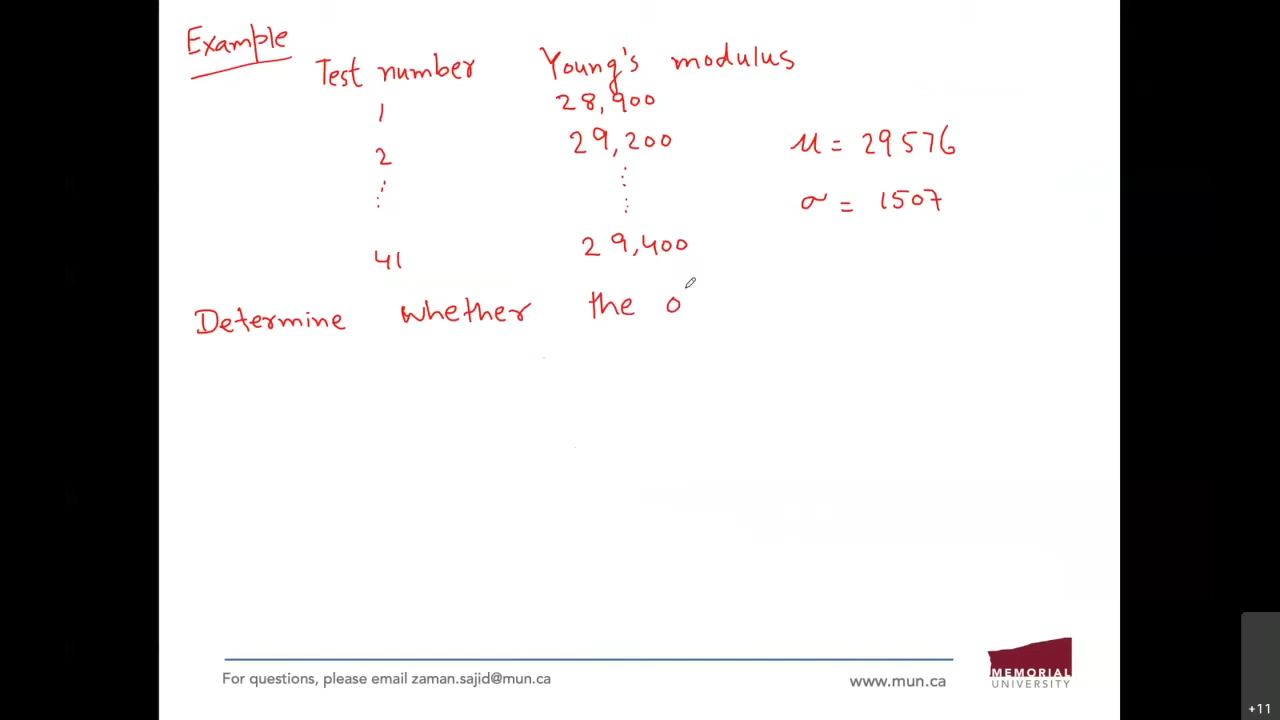 Example
Test number Young's modulus
1 28,900
2 29,200 μ = 29576
⋮ ⋮ σ = 1507
41 29,400
Determine whether the o
For questions, please email zaman.sajid@mun.ca www.mun.ca
MEMORIAL
UNIVERSITY
+11